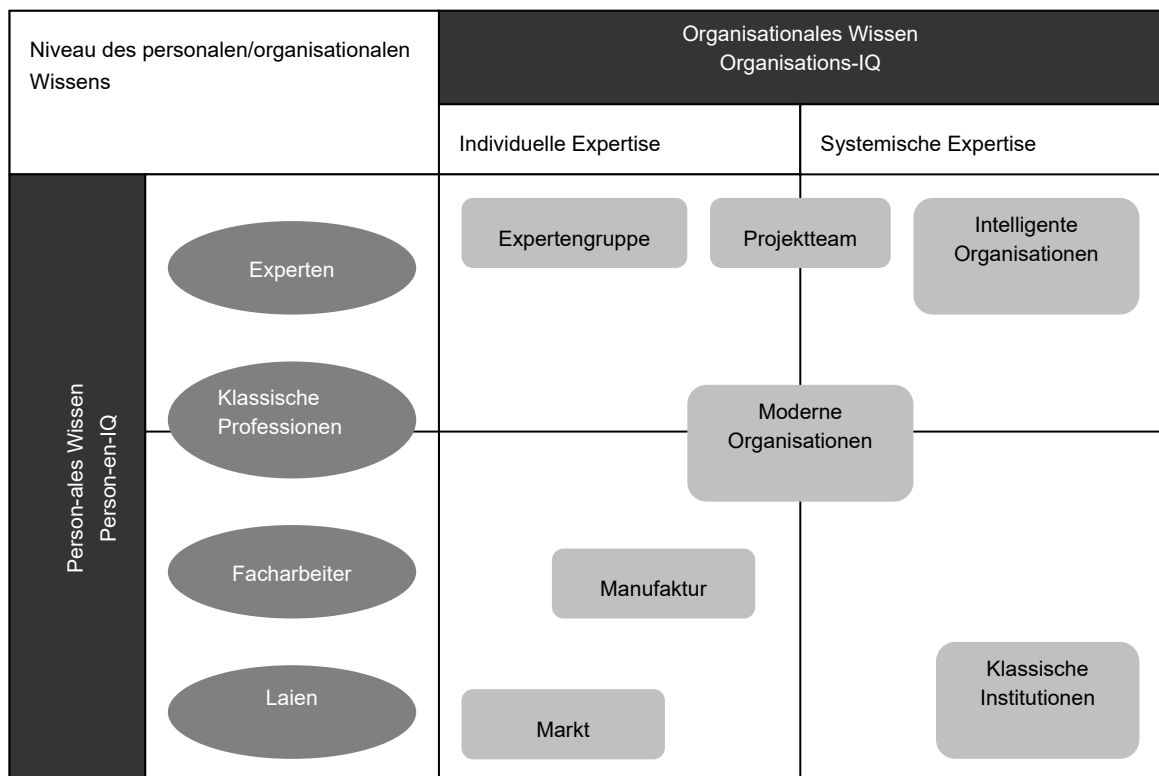 Niveau des personalen/organisationalen
Wissens
Organisationales Wissen
Organisations-IQ
Individuelle Expertise
Systemische Expertise
Person-ales Wissen
Person-en-IQ
Experten
Expertengruppe
Projektteam
Intelligente
Organisationen
Klassische
Professionen
Moderne
Organisationen
Facharbeiter
Manufaktur
Laien
Markt
Klassische
Institutionen